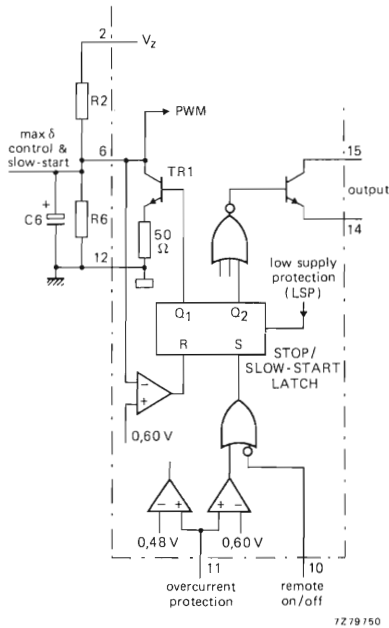 2
Vz
R2
PWM
max δ
control &
slow-start
6
TR1
15
+
C6
R6
50
Ω
output
14
12
low supply
protection
(LSP)
Q1
Q2
R
S
STOP/
SLOW-START
LATCH
−
+
0,60 V
− +
+ −
0,48 V
0,60 V
11
10
overcurrent
protection
remote
on/off
7Z79750